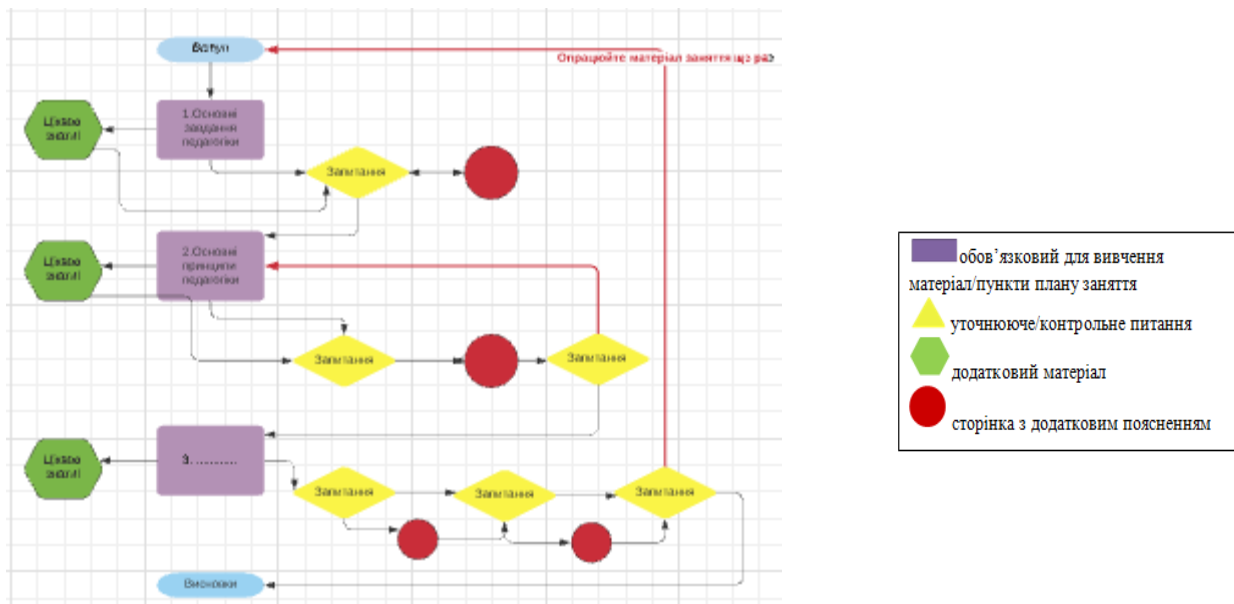 Вступ
Опрацюйте матеріал заняття ще раз
Цікаво
знати!
1.Основні
завдання
педагогіки
Запитання
Цікаво
знати!
2.Основні
принципи
педагогіки
Запитання
Запитання
Цікаво
знати!
3. ............
Запитання
Запитання
Запитання
Висновки
обов’язковий для вивчення
матеріал/пункти плану заняття
уточнююче/контрольне питання
додатковий матеріал
сторінка з додатковим поясненням